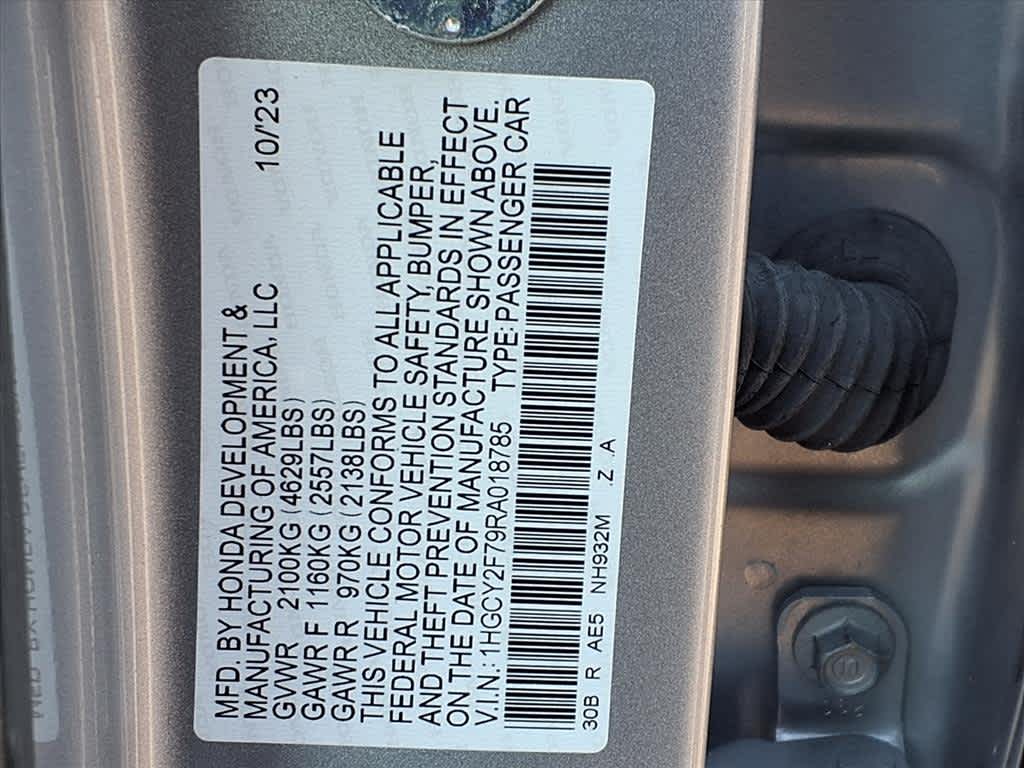 MFD. BY HONDA DEVELOPMENT &
MANUFACTURING OF AMERICA, LLC 10/'23
GVWR 2100KG (4629LBS)
GAWR F 1160KG (2557LBS)
GAWR R 970KG (2138LBS)
THIS VEHICLE CONFORMS TO ALL APPLICABLE
FEDERAL MOTOR VEHICLE SAFETY, BUMPER,
AND THEFT PREVENTION STANDARDS IN EFFECT
ON THE DATE OF MANUFACTURE SHOWN ABOVE.
V.I.N.: 1HGCY2F79RA018785 TYPE: PASSENGER CAR
30B R AE5 NH932M Z A